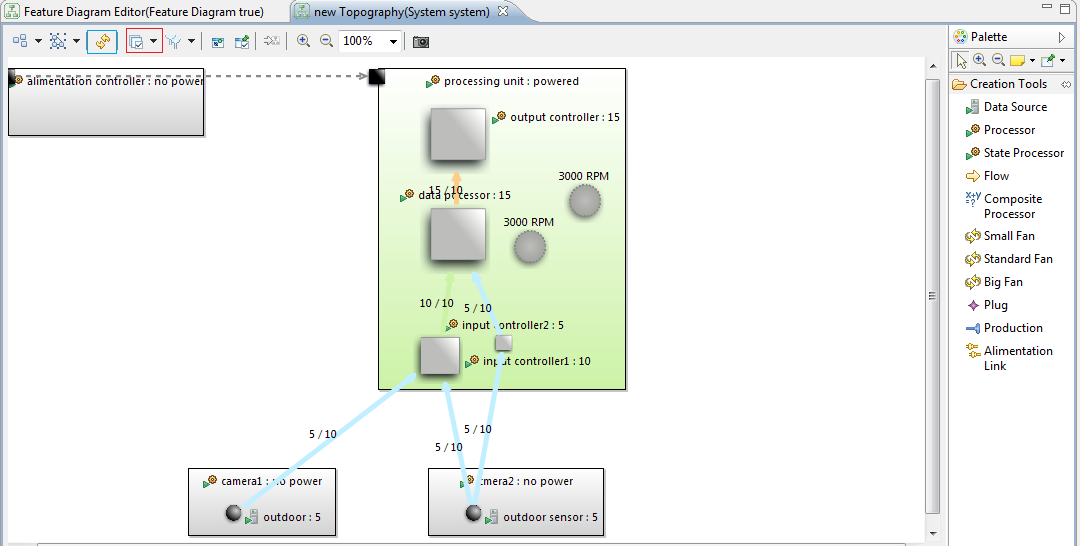 Feature Diagram Editor(Feature Diagram true)
new Topography(System system)
100%
Palette
Creation Tools
Data Source
Processor
State Processor
Flow
Composite
Processor
Small Fan
Standard Fan
Big Fan
Plug
Production
Alimentation
Link
alimentation controller : no power
processing unit : powered
output controller : 15
3000 RPM
15 / 10
data processor : 15
3000 RPM
10 / 10
5 / 10
input controller2 : 5
input controller1 : 10
5 / 10
5 / 10
5 / 10
camera1 : no power
outdoor : 5
camera2 : no power
outdoor sensor : 5